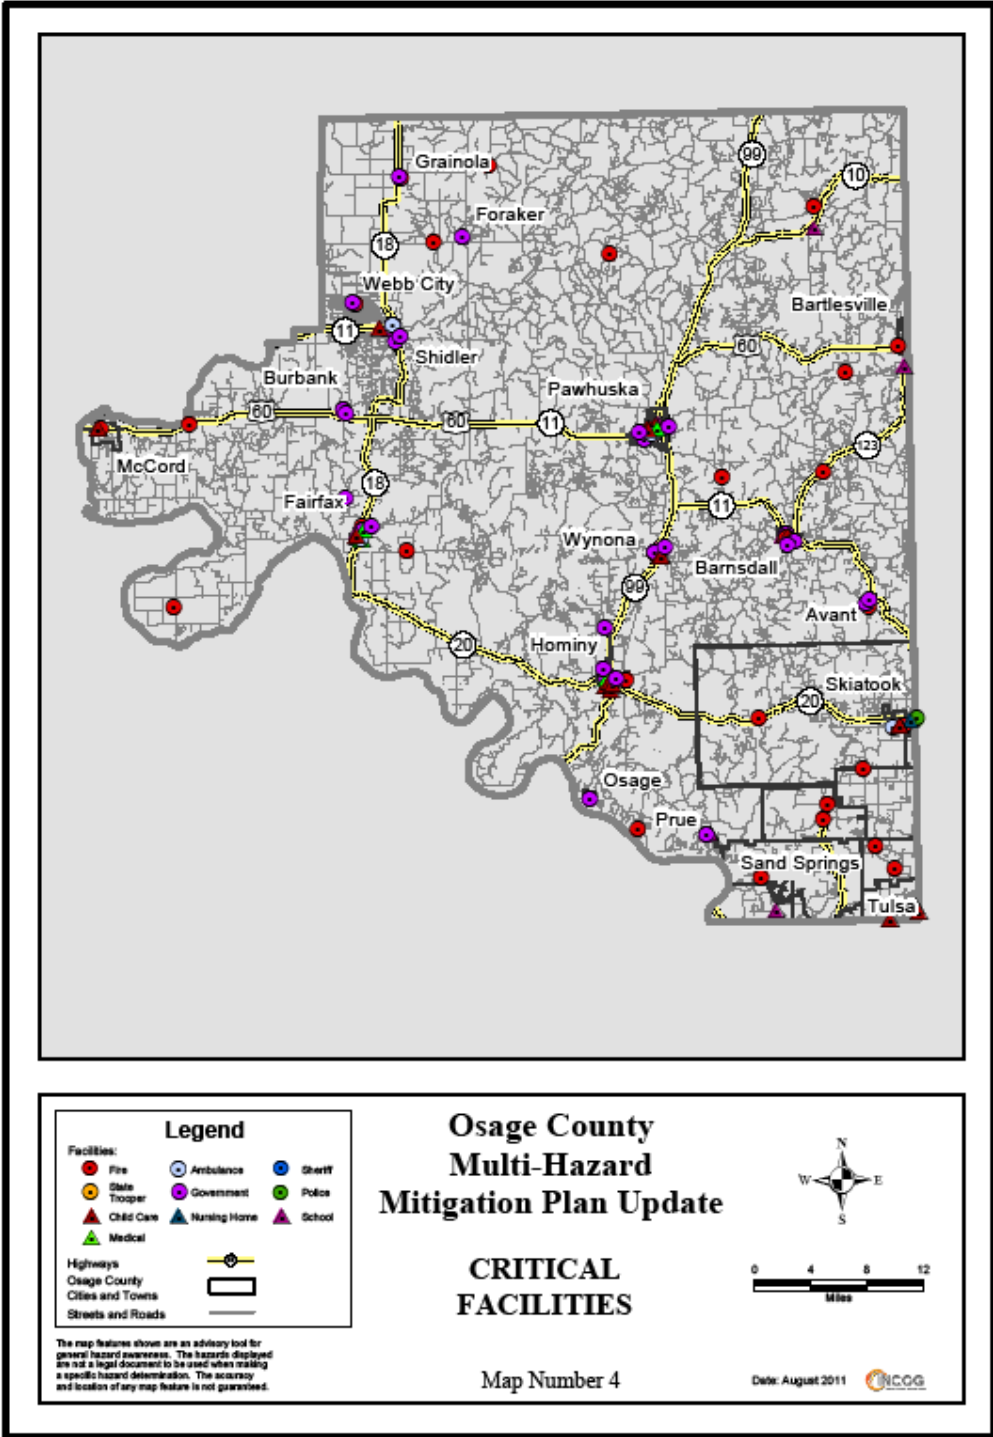 99
Grainola
10
Foraker
18
Webb City
Bartlesville
11
60
Shidler
Burbank
Pawhuska
60
60
11
123
McCord
18
Fairfax
11
Wynona
Barnsdall
99
Avant
Hominy
20
Skiatook
20
Osage
Prue
Sand Springs
Tulsa
Legend
Facilities:
Fire
Ambulance
Sheriff
State
Trooper
Government
Police
Child Care
Nursing Home
School
Medical
Highways
Osage County
Cities and Towns
Streets and Roads
The map features shown are an advisory tool for
general hazard awareness. The hazards displayed
are not a legal document to be used when making
a specific hazard determination. The accuracy
and location of any map feature is not guaranteed.
Osage County
Multi-Hazard
Mitigation Plan Update
CRITICAL
FACILITIES
Map Number 4
N
W
E
S
0 4 8 12
Miles
Date: August 2011
INCOG